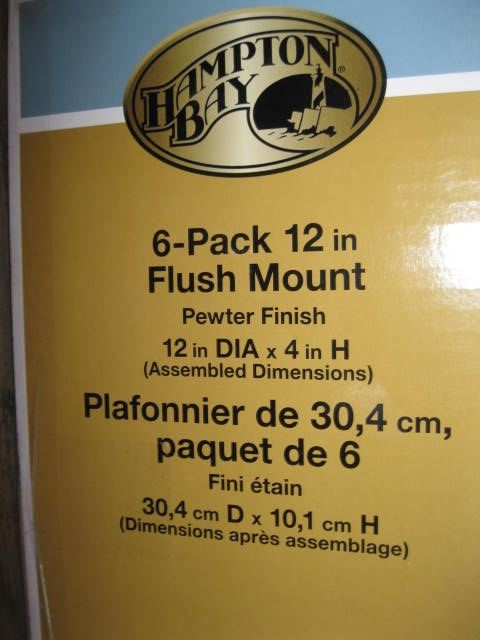 HAMPTON
BAY
®
6-Pack 12 in
Flush Mount
Pewter Finish
12 in DIA x 4 in H
(Assembled Dimensions)
Plafonnier de 30,4 cm,
paquet de 6
Fini étain
30,4 cm D x 10,1 cm H
(Dimensions après assemblage)